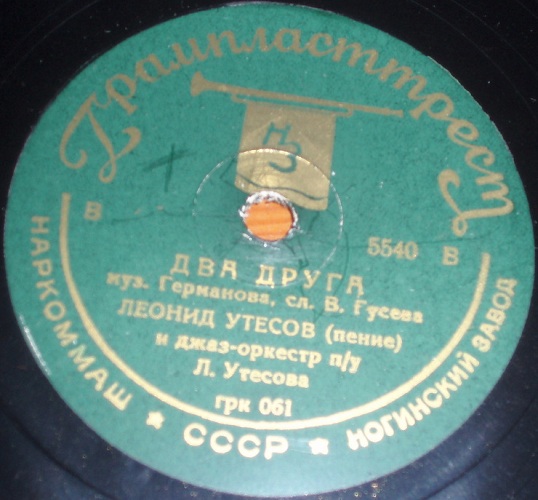 Грампласттрест
НЗ
В 5540 В
ДВА ДРУГА
муз. Германова, сл. В. Гусева
ЛЕОНИД УТЕСОВ (пение)
и джаз-оркестр п/у
Л. Утесова
грк 061
НАРКОММАШ ★ СССР ★ НОГИНСКИЙ ЗАВОД